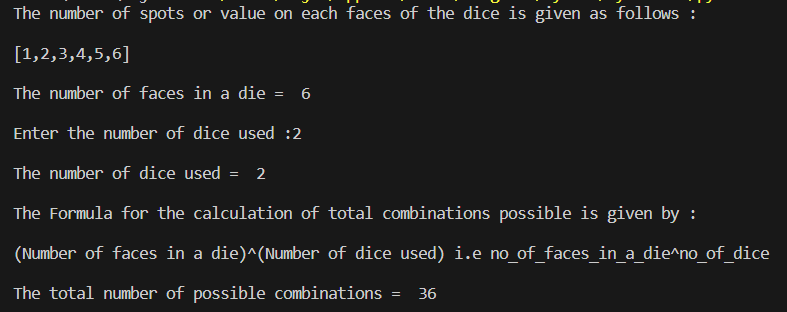 The number of spots or value on each faces of the dice is given as follows :
[1,2,3,4,5,6]
The number of faces in a die =  6
Enter the number of dice used :2
The number of dice used =  2
The Formula for the calculation of total combinations possible is given by :
(Number of faces in a die)^(Number of dice used) i.e no_of_faces_in_a_die^no_of_dice
The total number of possible combinations =  36